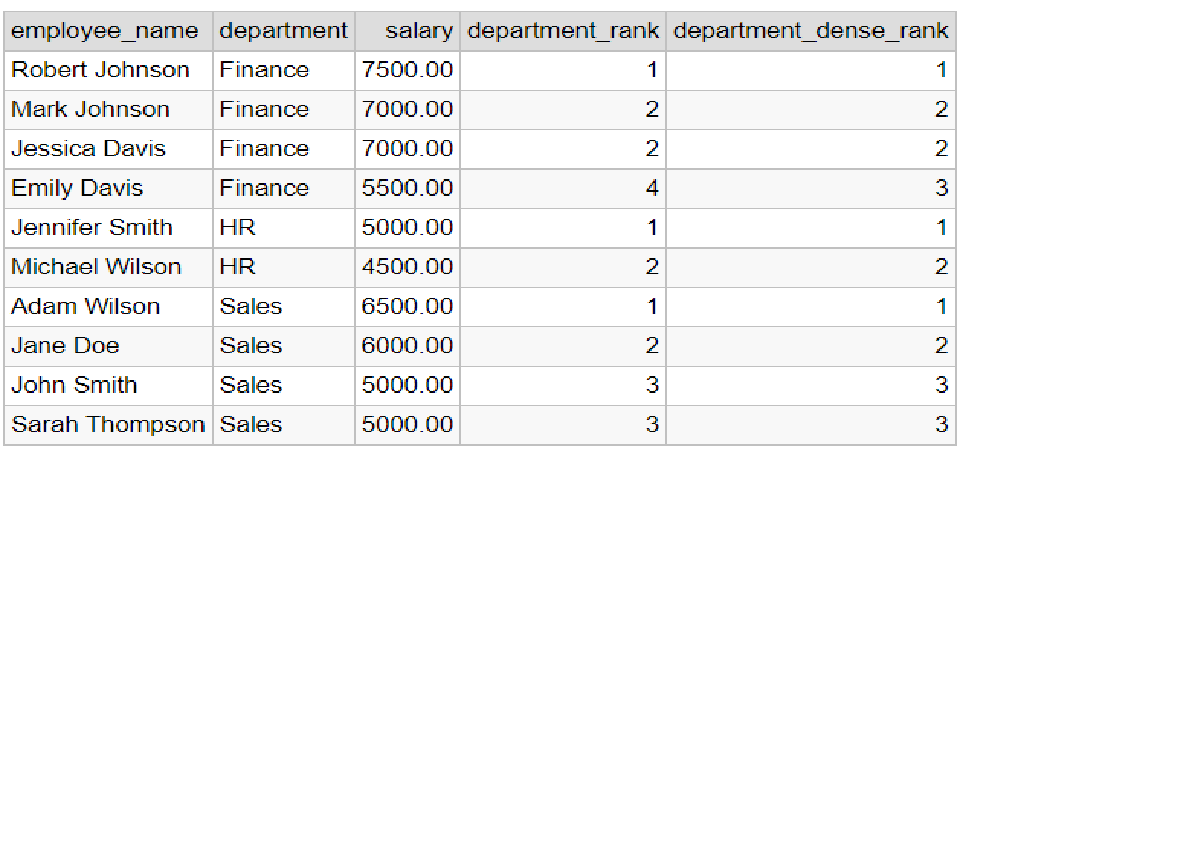 employee_name department salary department_rank department_dense_rank
Robert Johnson Finance 7500.00 1 1
Mark Johnson Finance 7000.00 2 2
Jessica Davis Finance 7000.00 2 2
Emily Davis Finance 5500.00 4 3
Jennifer Smith HR 5000.00 1 1
Michael Wilson HR 4500.00 2 2
Adam Wilson Sales 6500.00 1 1
Jane Doe Sales 6000.00 2 2
John Smith Sales 5000.00 3 3
Sarah Thompson Sales 5000.00 3 3